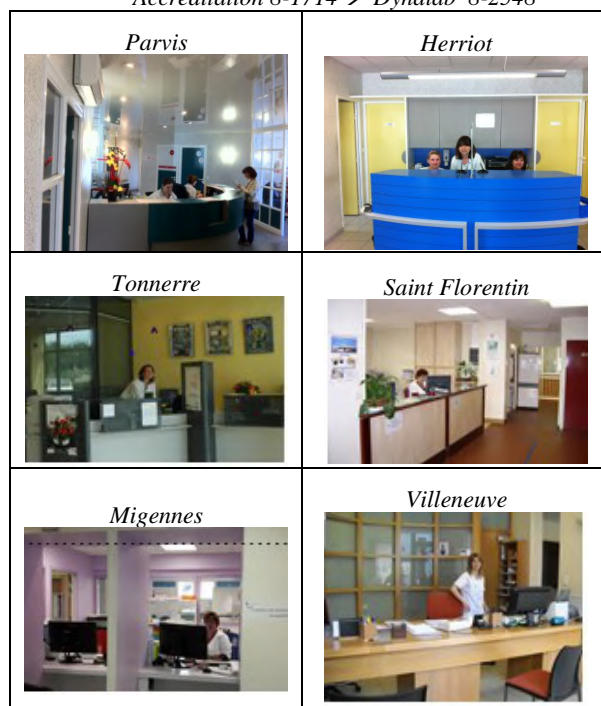 Accréditation 8-1714 → Dynalab 8-2548
Parvis
Herriot
Tonnerre
Saint Florentin
Migennes
Villeneuve